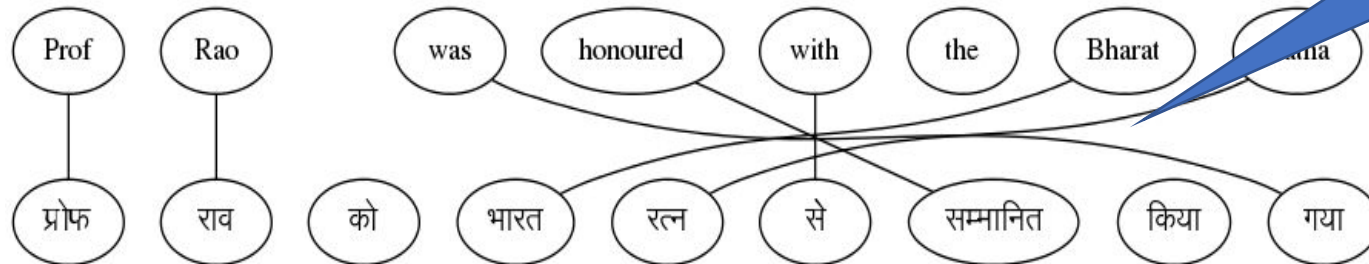 Prof Rao was honoured with the Bharat
प्रोफ राव को भारत रत्न से सम्मानित किया गया